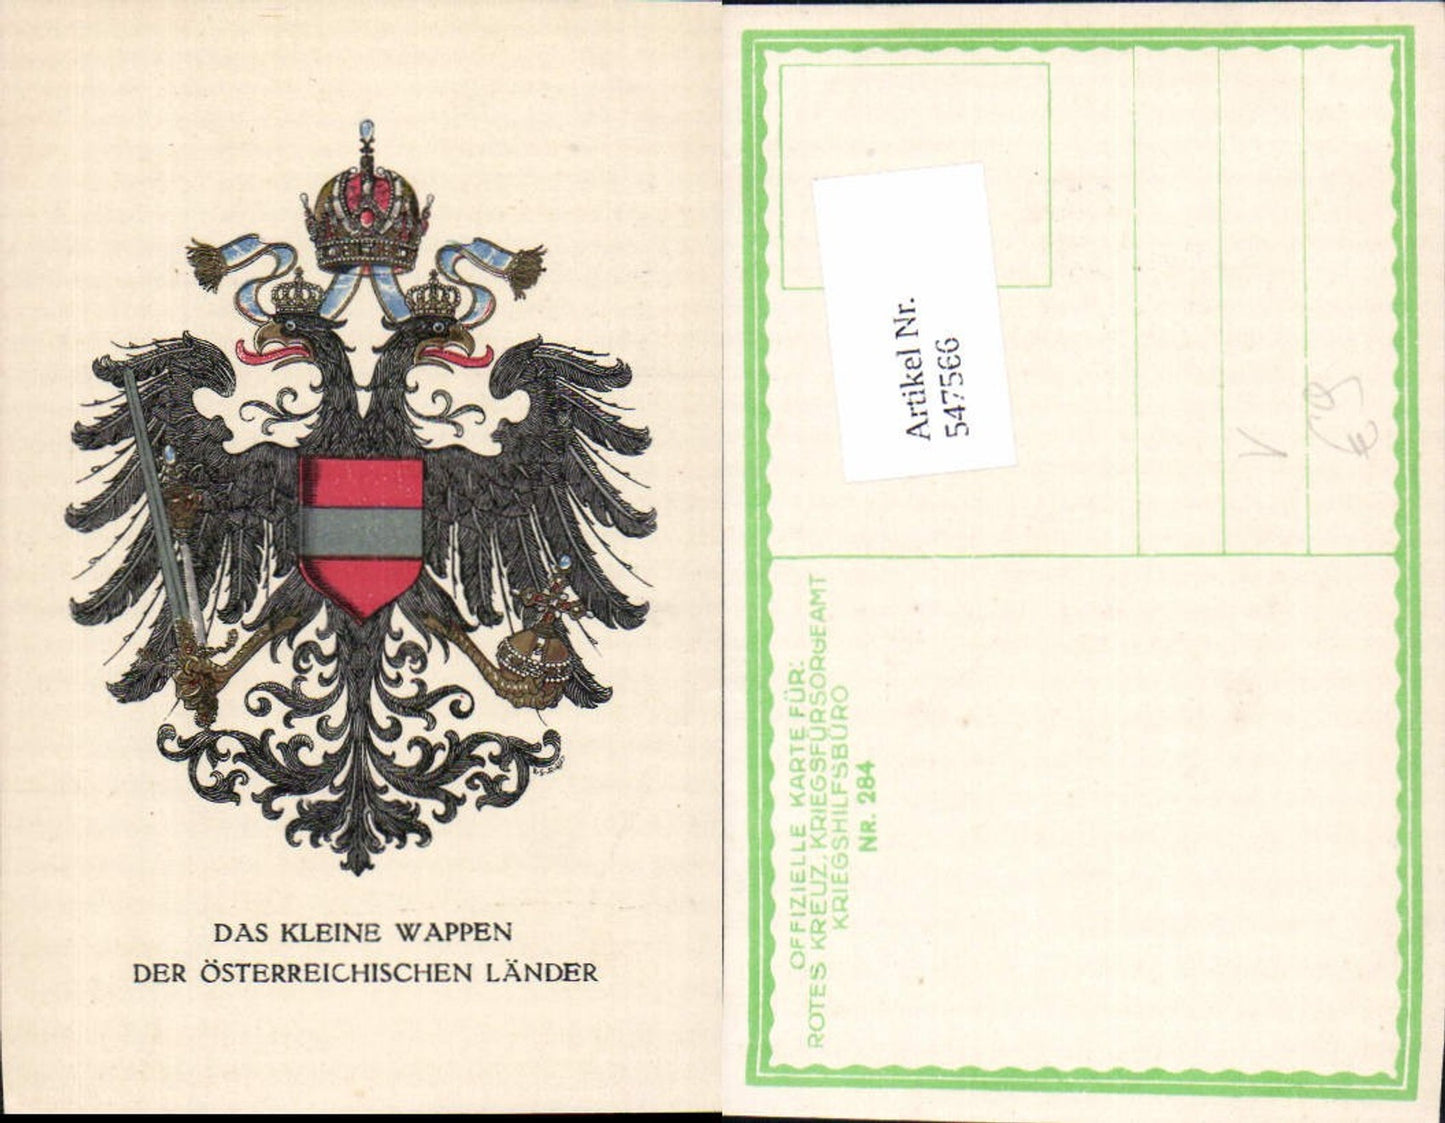 DAS KLEINE WAPPEN
DER ÖSTERREICHISCHEN LÄNDER
Artikel Nr.
547566
OFFIZIELLE KARTE FÜR:
ROTES KREUZ, KRIEGSFÜRSORGEAMT
KRIEGSHILFSBÜRO
NR. 284